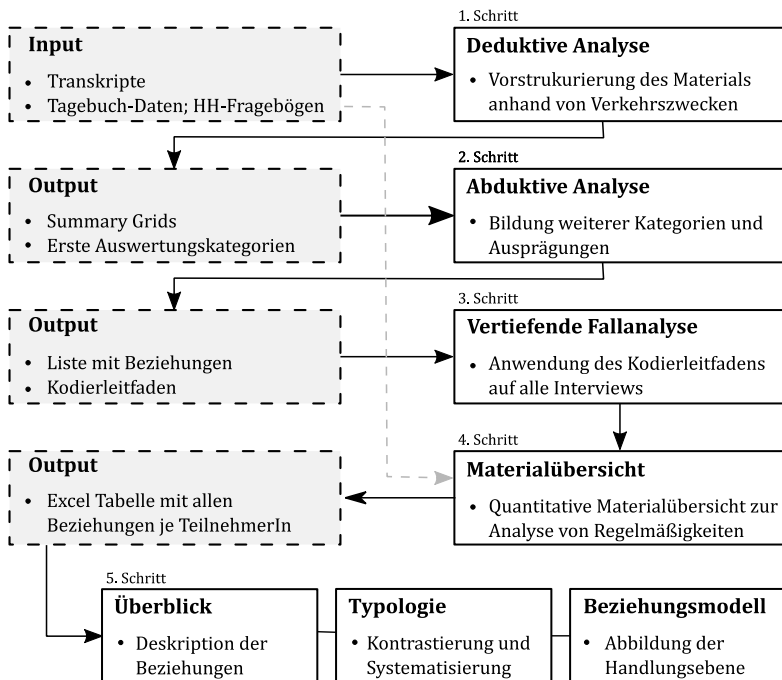 1. Schritt
Input
• Transkripte
• Tagebuch-Daten; HH-Fragebögen
Deduktive Analyse
• Vorstrukurierung des Materials
anhand von Verkehrszwecken
2. Schritt
Output
• Summary Grids
• Erste Auswertungskategorien
Abduktive Analyse
• Bildung weiterer Kategorien und
Ausprägungen
3. Schritt
Output
• Liste mit Beziehungen
• Kodierleitfaden
Vertiefende Fallanalyse
• Anwendung des Kodierleitfadens
auf alle Interviews
4. Schritt
Output
• Excel Tabelle mit allen
Beziehungen je TeilnehmerIn
Materialübersicht
• Quantitative Materialübersicht zur
Analyse von Regelmäßigkeiten
5. Schritt
Überblick
• Deskription der
Beziehungen
Typologie
• Kontrastierung und
Systematisierung
Beziehungsmodell
• Abbildung der
Handlungsebene